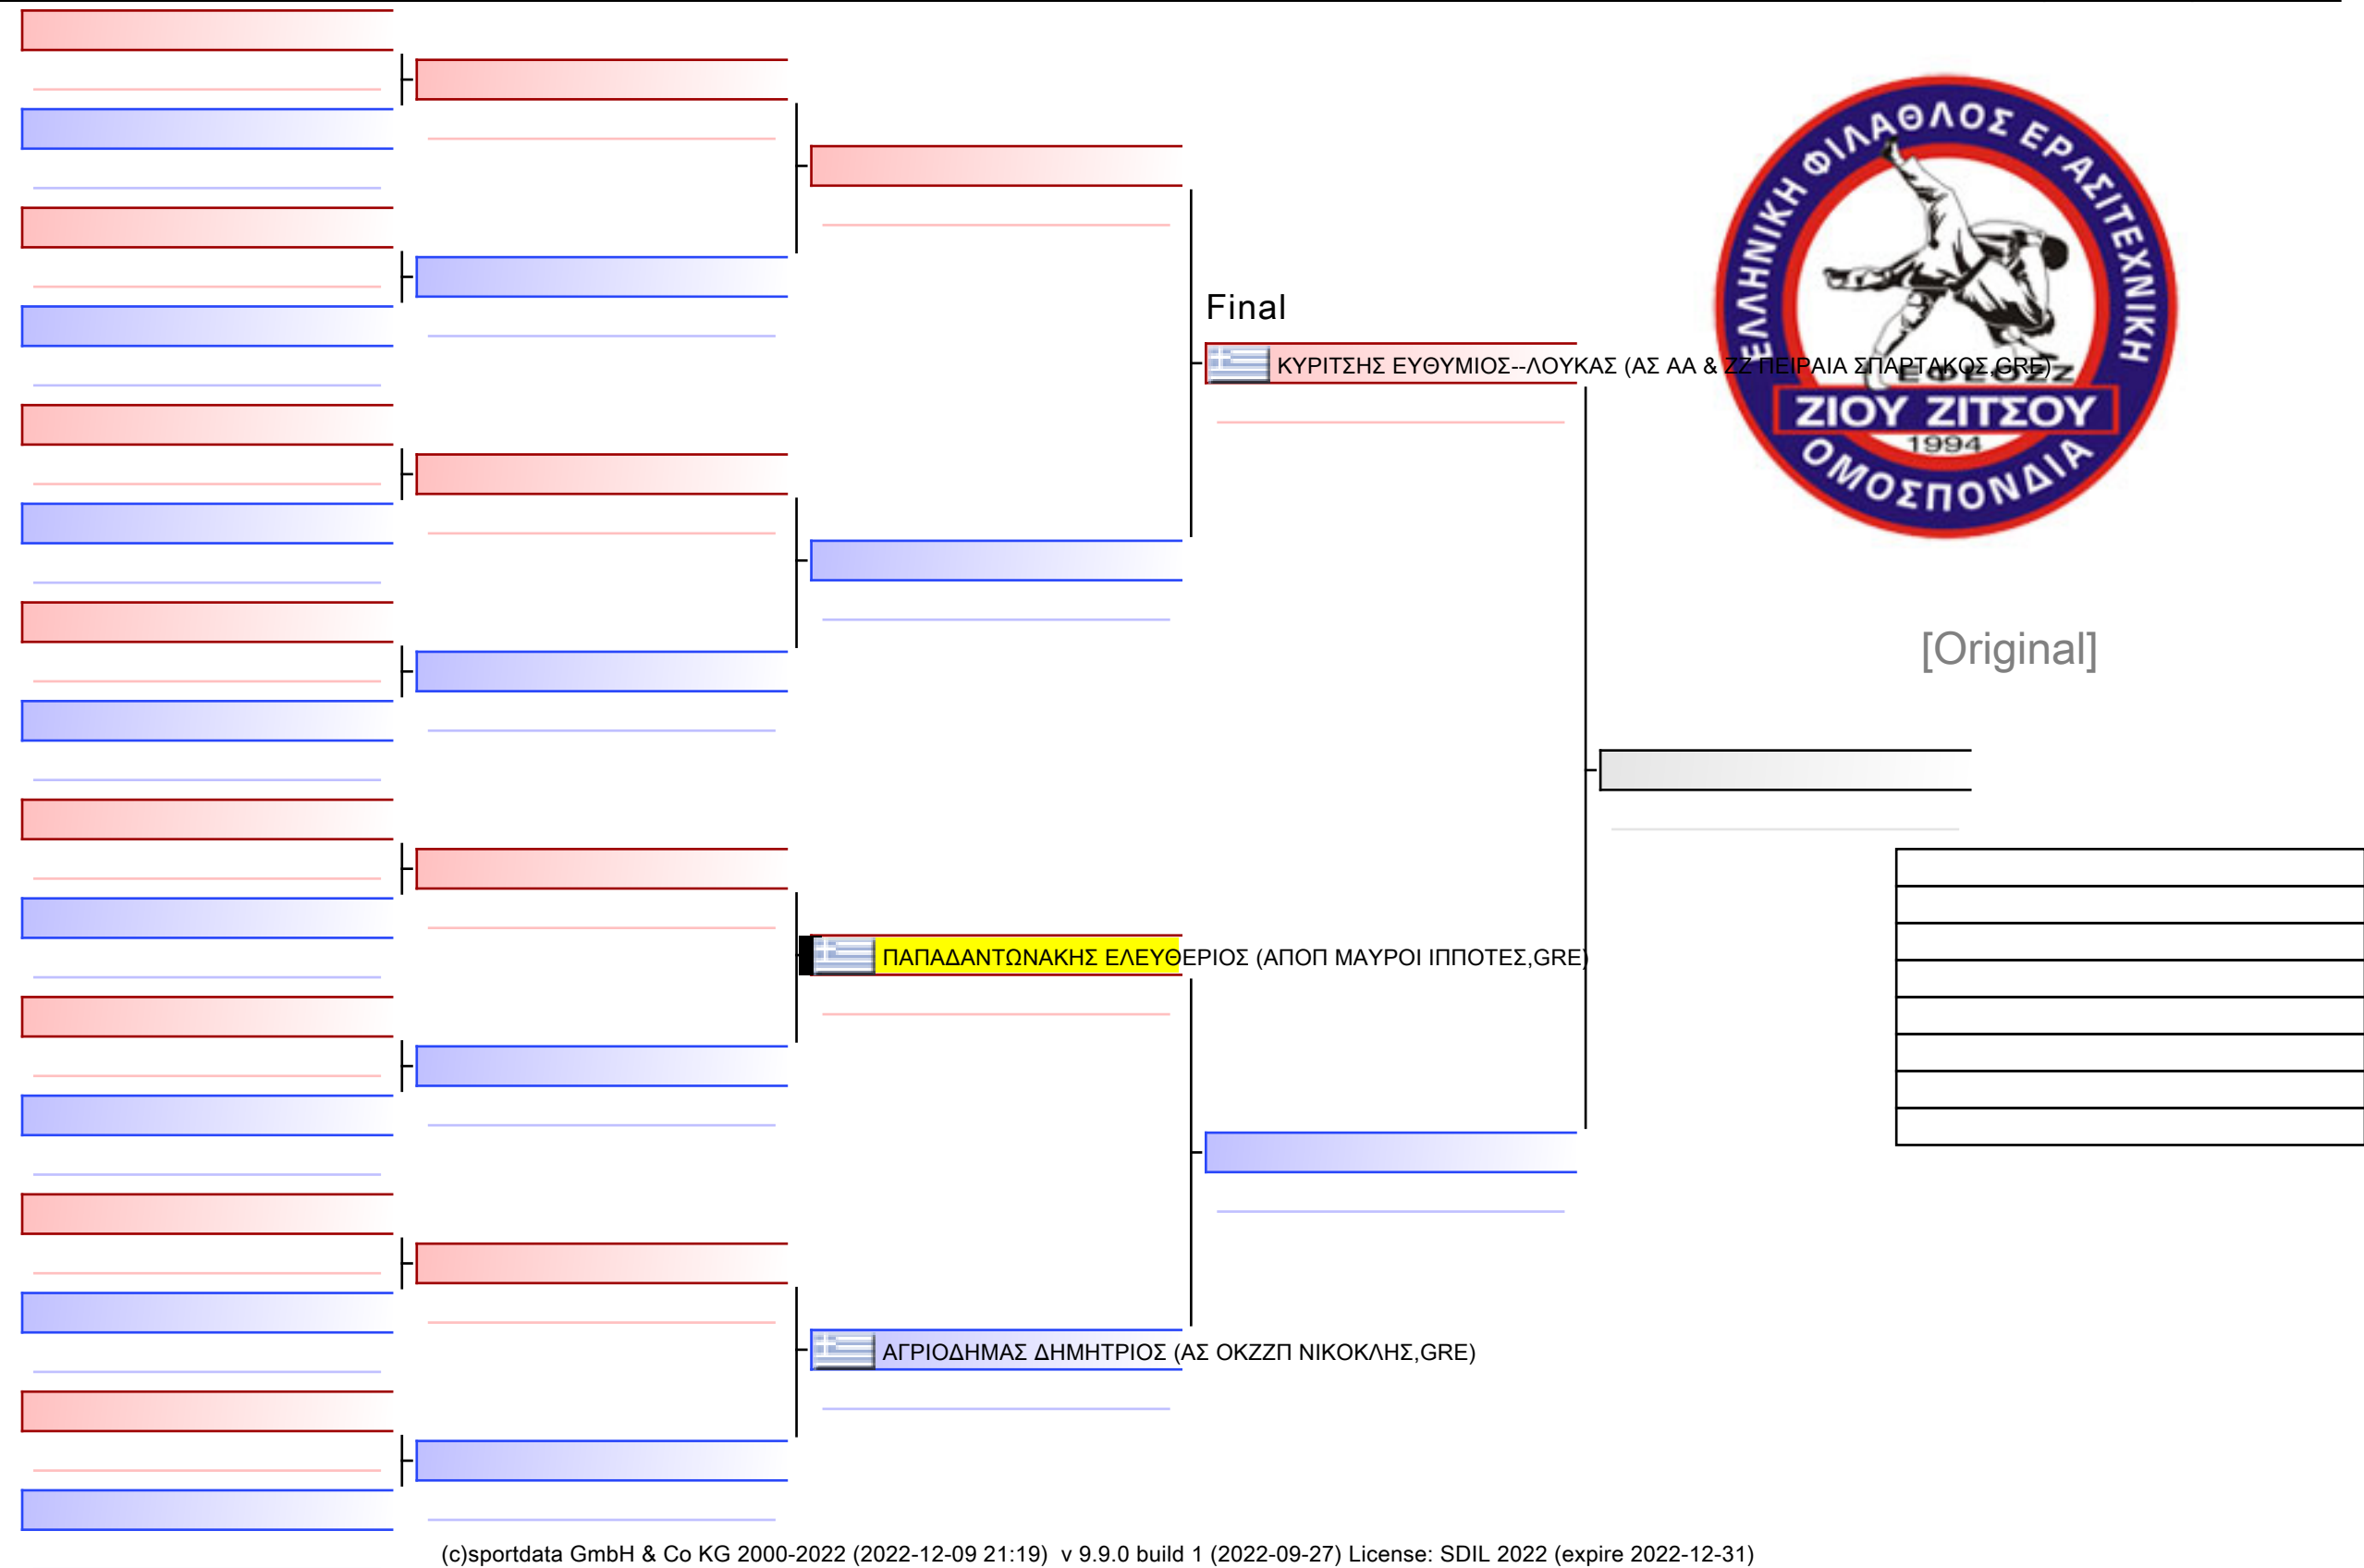 ΕΛΛΗΝΙΚΗ ΦΙΛΑΘΛΟΣ ΕΡΑΣΙΤΕΧΝΙΚΗ
Final
ΚΥΡΙΤΣΗΣ ΕΥΘΥΜΙΟΣ--ΛΟΥΚΑΣ (ΑΣ ΑΑ & ΖΖ ΠΕΙΡΑΙΑ ΣΠΑΡΤΑΚΟΣ,GRE)
ΕΦΕΟΖΖ
ΖΙΟΥ ΖΙΤΣΟΥ
1994
ΟΜΟΣΠΟΝΔΙΑ
[Original]
ΠΑΠΑΔΑΝΤΩΝΑΚΗΣ ΕΛΕΥΘΕΡΙΟΣ (ΑΠΟΠ ΜΑΥΡΟΙ ΙΠΠΟΤΕΣ,GRE)
ΑΓΡΙΟΔΗΜΑΣ ΔΗΜΗΤΡΙΟΣ (ΑΣ ΟΚΖΖΠ ΝΙΚΟΚΛΗΣ,GRE)
(c)sportdata GmbH & Co KG 2000-2022 (2022-12-09 21:19) v 9.9.0 build 1 (2022-09-27) License: SDIL 2022 (expire 2022-12-31)